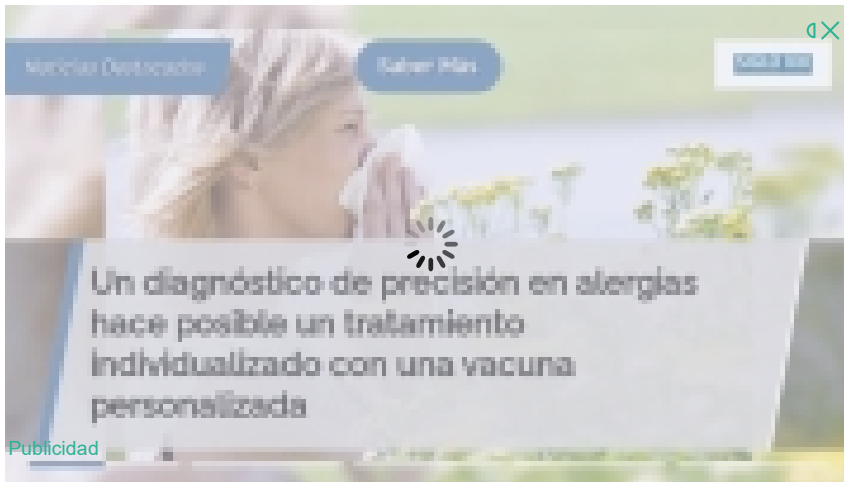 Noticias Destacadas
Saber Más
Un diagnóstico de precisión en alergias
hace posible un tratamiento
individualizado con una vacuna
personalizada
Publicidad